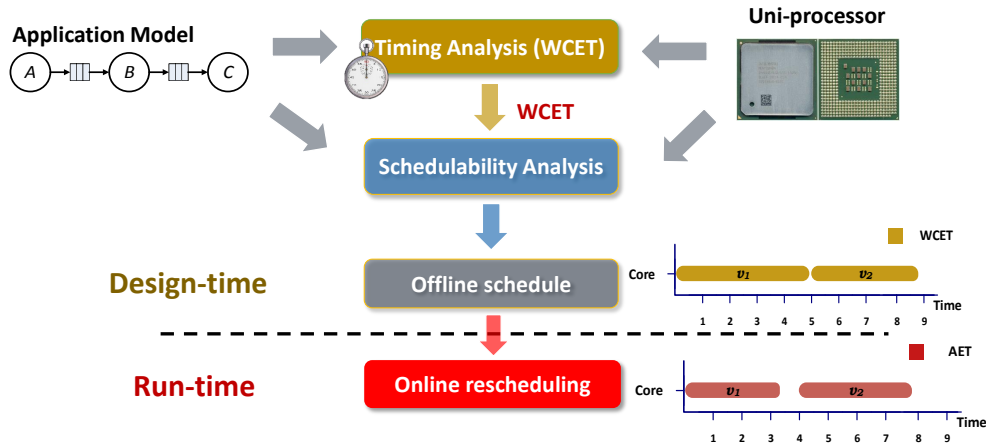 Uni-processor
Application Model
Timing Analysis (WCET)
A
B
C
WCET
Schedulability Analysis
WCET
Design-time
Offline schedule
Core
v1
v2
Time
1 2 3 4 5 6 7 8 9
AET
Run-time
Online rescheduling
Core
v1
v2
Time
1 2 3 4 5 6 7 8 9